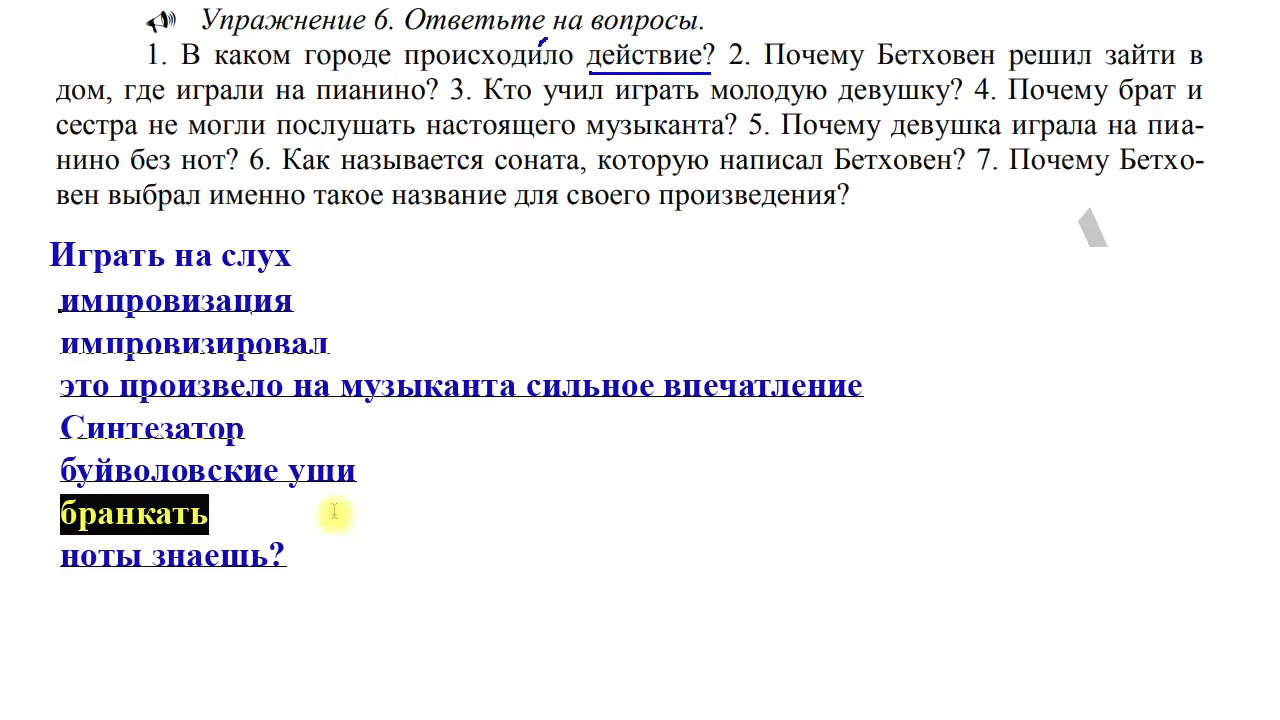 Упражнение 6. Ответьте на вопросы.
1. В каком городе происходило действие? 2. Почему Бетховен решил зайти в
дом, где играли на пианино? 3. Кто учил играть молодую девушку? 4. Почему брат и
сестра не могли послушать настоящего музыканта? 5. Почему девушка играла на пиа-
нино без нот? 6. Как называется соната, которую написал Бетховен? 7. Почему Бетхо-
вен выбрал именно такое название для своего произведения?
Играть на слух
импровизация
импровизировал
это произвело на музыканта сильное впечатление
Синтезатор
буйволовские уши
бранкать
ноты знаешь?